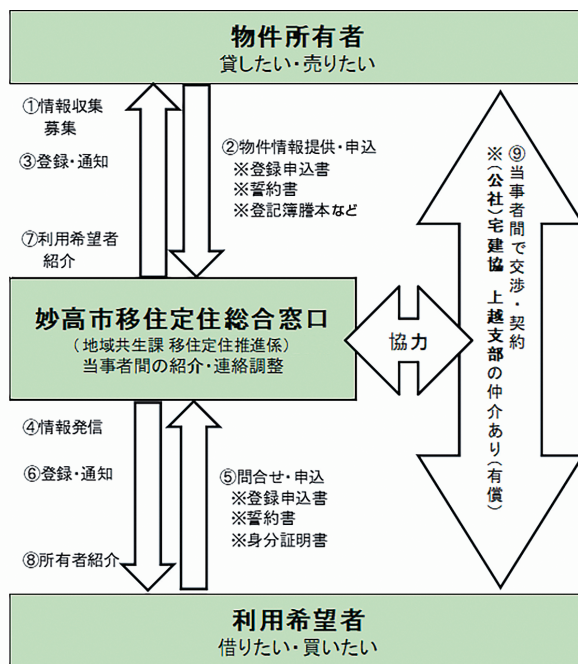 物件所有者
貸したい・売りたい
①情報収集
募集
③登録・通知
⑦利用希望者
紹介
②物件情報提供・申込
※登録申込書
※誓約書
※登記簿謄本など
妙高市移住定住総合窓口
（地域共生課 移住定住推進係）
当事者間の紹介・連絡調整
協力
⑨当事者間で交渉・契約
※（公社）宅建協 上越支部の仲介あり（有償）
④情報発信
⑥登録・通知
⑧所有者紹介
⑤問合せ・申込
※登録申込書
※誓約書
※身分証明書
利用希望者
借りたい・買いたい